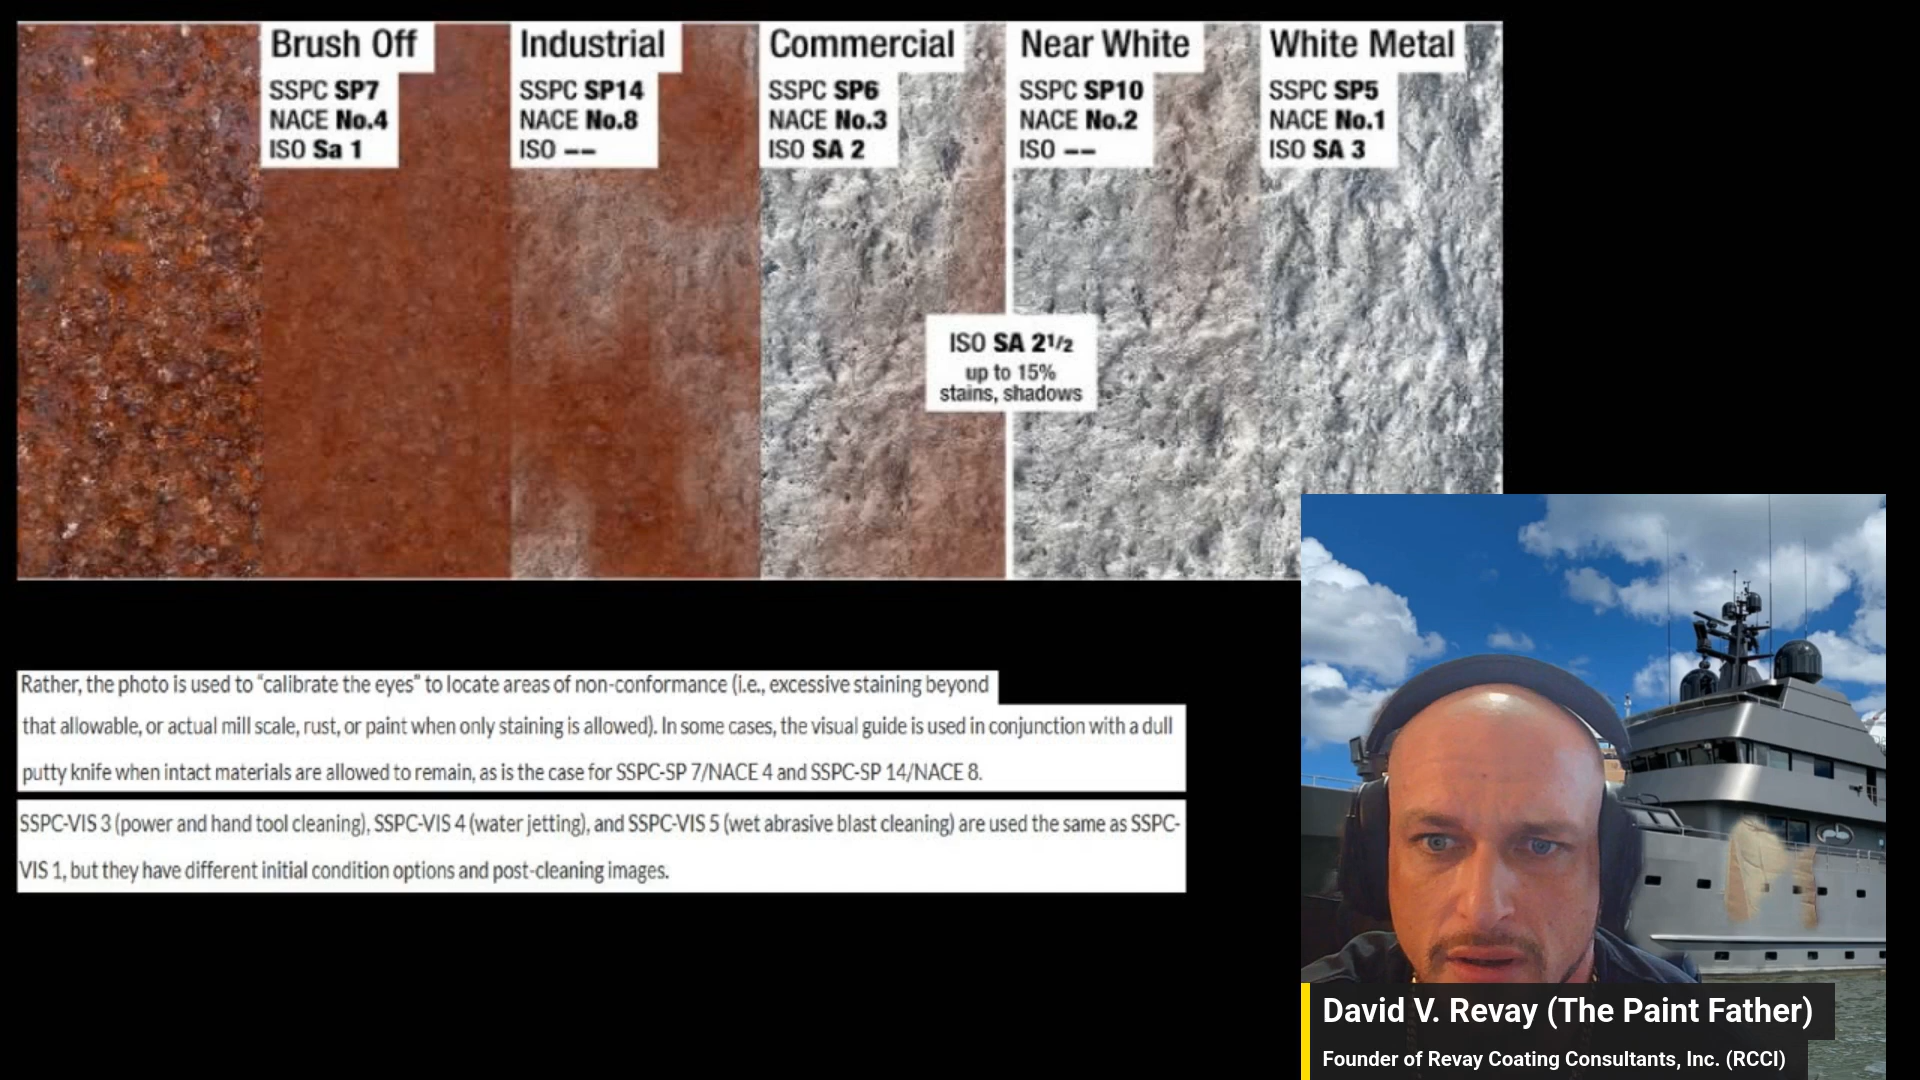 Brush Off
SSPC SP7
NACE No.4
ISO Sa 1
Industrial
SSPC SP14
NACE No.8
ISO --
Commercial
SSPC SP6
NACE No.3
ISO SA 2
Near White
SSPC SP10
NACE No.2
ISO --
White Metal
SSPC SP5
NACE No.1
ISO SA 3
ISO SA 2 1/2
up to 15%
stains, shadows
Rather, the photo is used to “calibrate the eyes” to locate areas of non-conformance (i.e., excessive staining beyond
that allowable, or actual mill scale, rust, or paint when only staining is allowed). In some cases, the visual guide is used in conjunction with a dull
putty knife when intact materials are allowed to remain, as is the case for SSPC-SP 7/NACE 4 and SSPC-SP 14/NACE 8.
SSPC-VIS 3 (power and hand tool cleaning), SSPC-VIS 4 (water jetting), and SSPC-VIS 5 (wet abrasive blast cleaning) are used the same as SSPC-
VIS 1, but they have different initial condition options and post-cleaning images.
David V. Revay (The Paint Father)
Founder of Revay Coating Consultants, Inc. (RCCI)